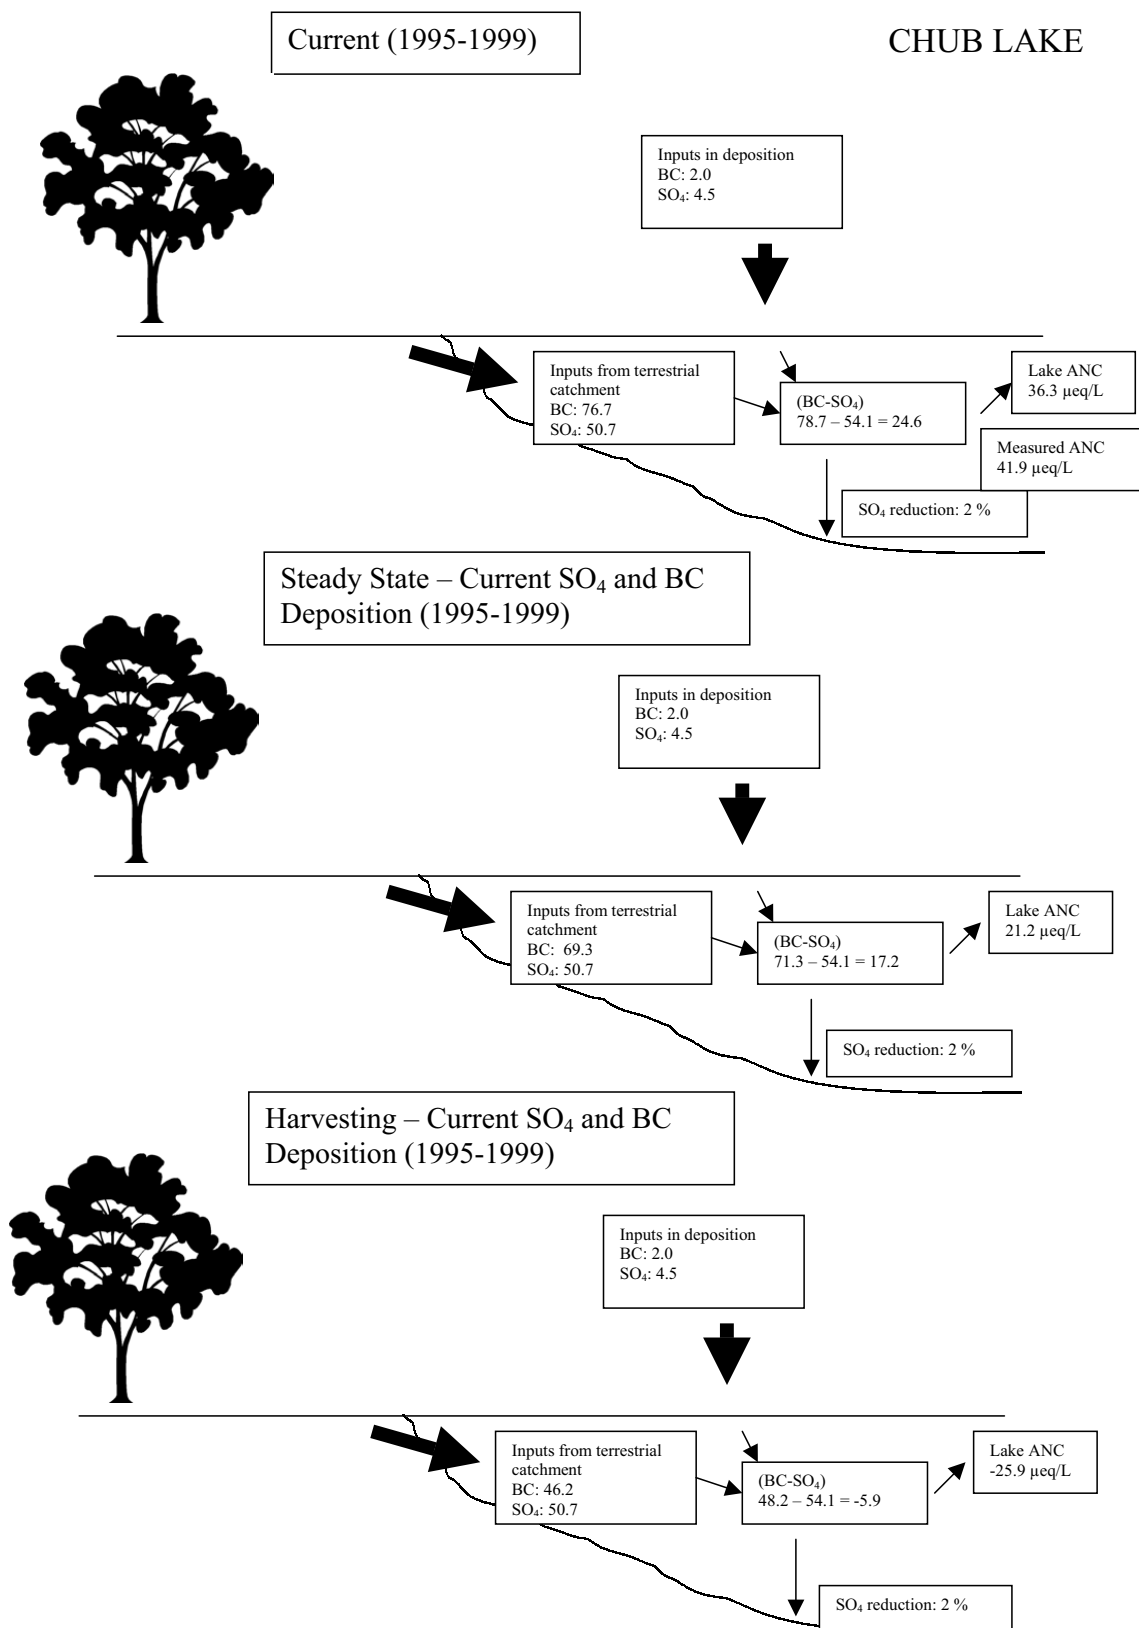 Current (1995-1999)
CHUB LAKE
Inputs in deposition
BC: 2.0
SO₄: 4.5
Inputs from terrestrial
catchment
BC: 76.7
SO₄: 50.7
(BC-SO₄)
78.7 – 54.1 = 24.6
Lake ANC
36.3 µeq/L
Measured ANC
41.9 µeq/L
SO₄ reduction: 2 %
Steady State – Current SO₄ and BC
Deposition (1995-1999)
Inputs in deposition
BC: 2.0
SO₄: 4.5
Inputs from terrestrial
catchment
BC: 69.3
SO₄: 50.7
(BC-SO₄)
71.3 – 54.1 = 17.2
Lake ANC
21.2 µeq/L
SO₄ reduction: 2 %
Harvesting – Current SO₄ and BC
Deposition (1995-1999)
Inputs in deposition
BC: 2.0
SO₄: 4.5
Inputs from terrestrial
catchment
BC: 46.2
SO₄: 50.7
(BC-SO₄)
48.2 – 54.1 = -5.9
Lake ANC
-25.9 µeq/L
SO₄ reduction: 2 %